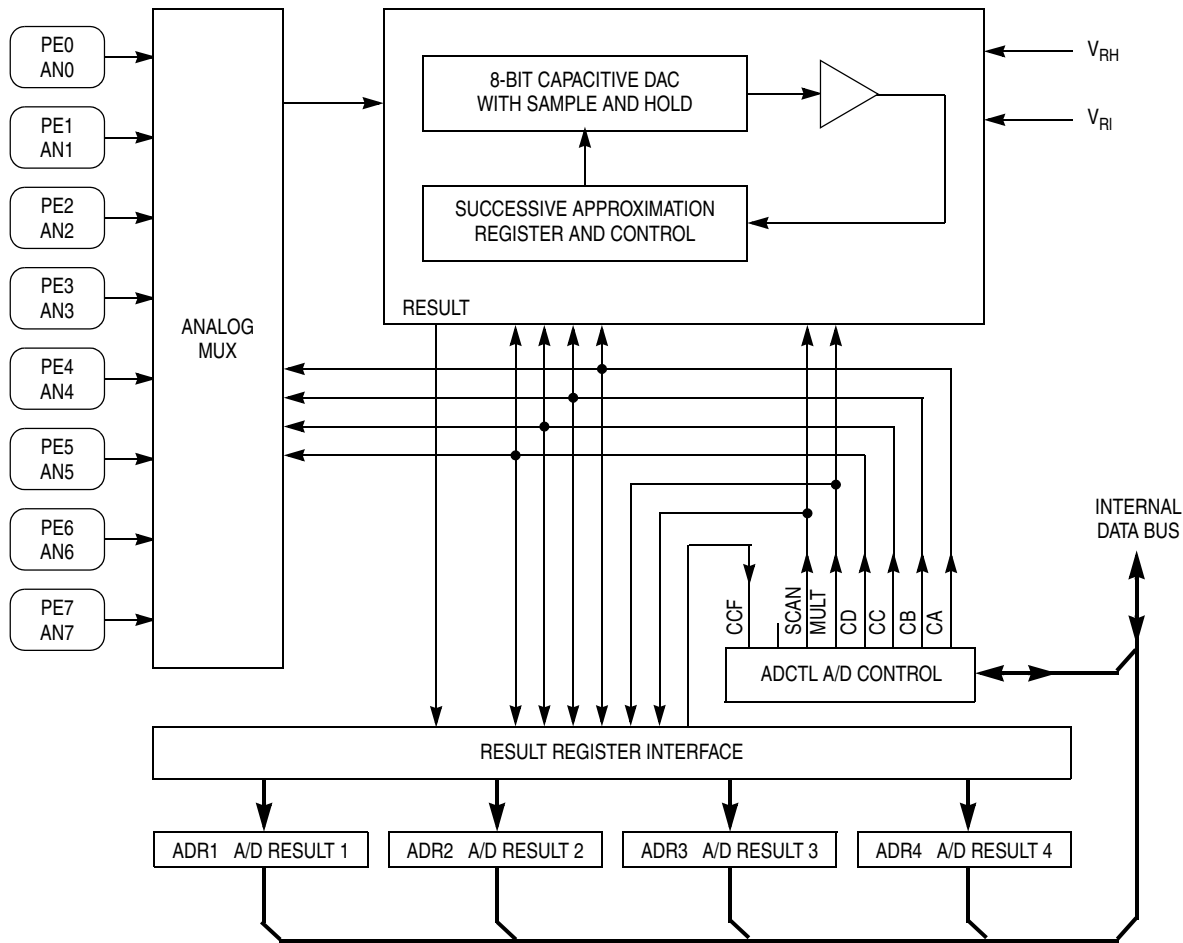 PE0
AN0
PE1
AN1
PE2
AN2
PE3
AN3
PE4
AN4
PE5
AN5
PE6
AN6
PE7
AN7
ANALOG
MUX
8-BIT CAPACITIVE DAC
WITH SAMPLE AND HOLD
SUCCESSIVE APPROXIMATION
REGISTER AND CONTROL
RESULT
VRH
VRI
INTERNAL
DATA BUS
CCF
SCAN
MULT
CD
CC
CB
CA
ADCTL A/D CONTROL
RESULT REGISTER INTERFACE
ADR1 A/D RESULT 1
ADR2 A/D RESULT 2
ADR3 A/D RESULT 3
ADR4 A/D RESULT 4